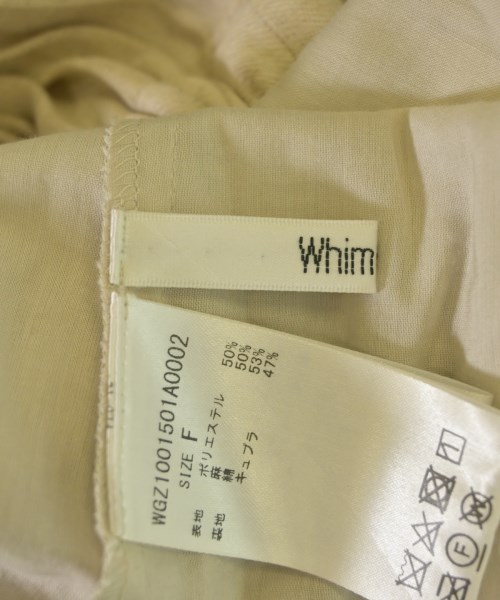 Whim
WGZ1001501A0002
SIZE F
表地 ポリエステル 50%
麻 50%
裏地 綿 53%
キュプラ 47%